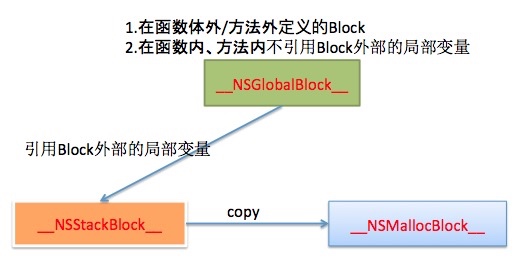 1.在函数体外/方法外定义的Block
2.在函数内、方法内不引用Block外部的局部变量
__NSGlobalBlock__
引用Block外部的局部变量
__NSStackBlock__
copy
__NSMallocBlock__